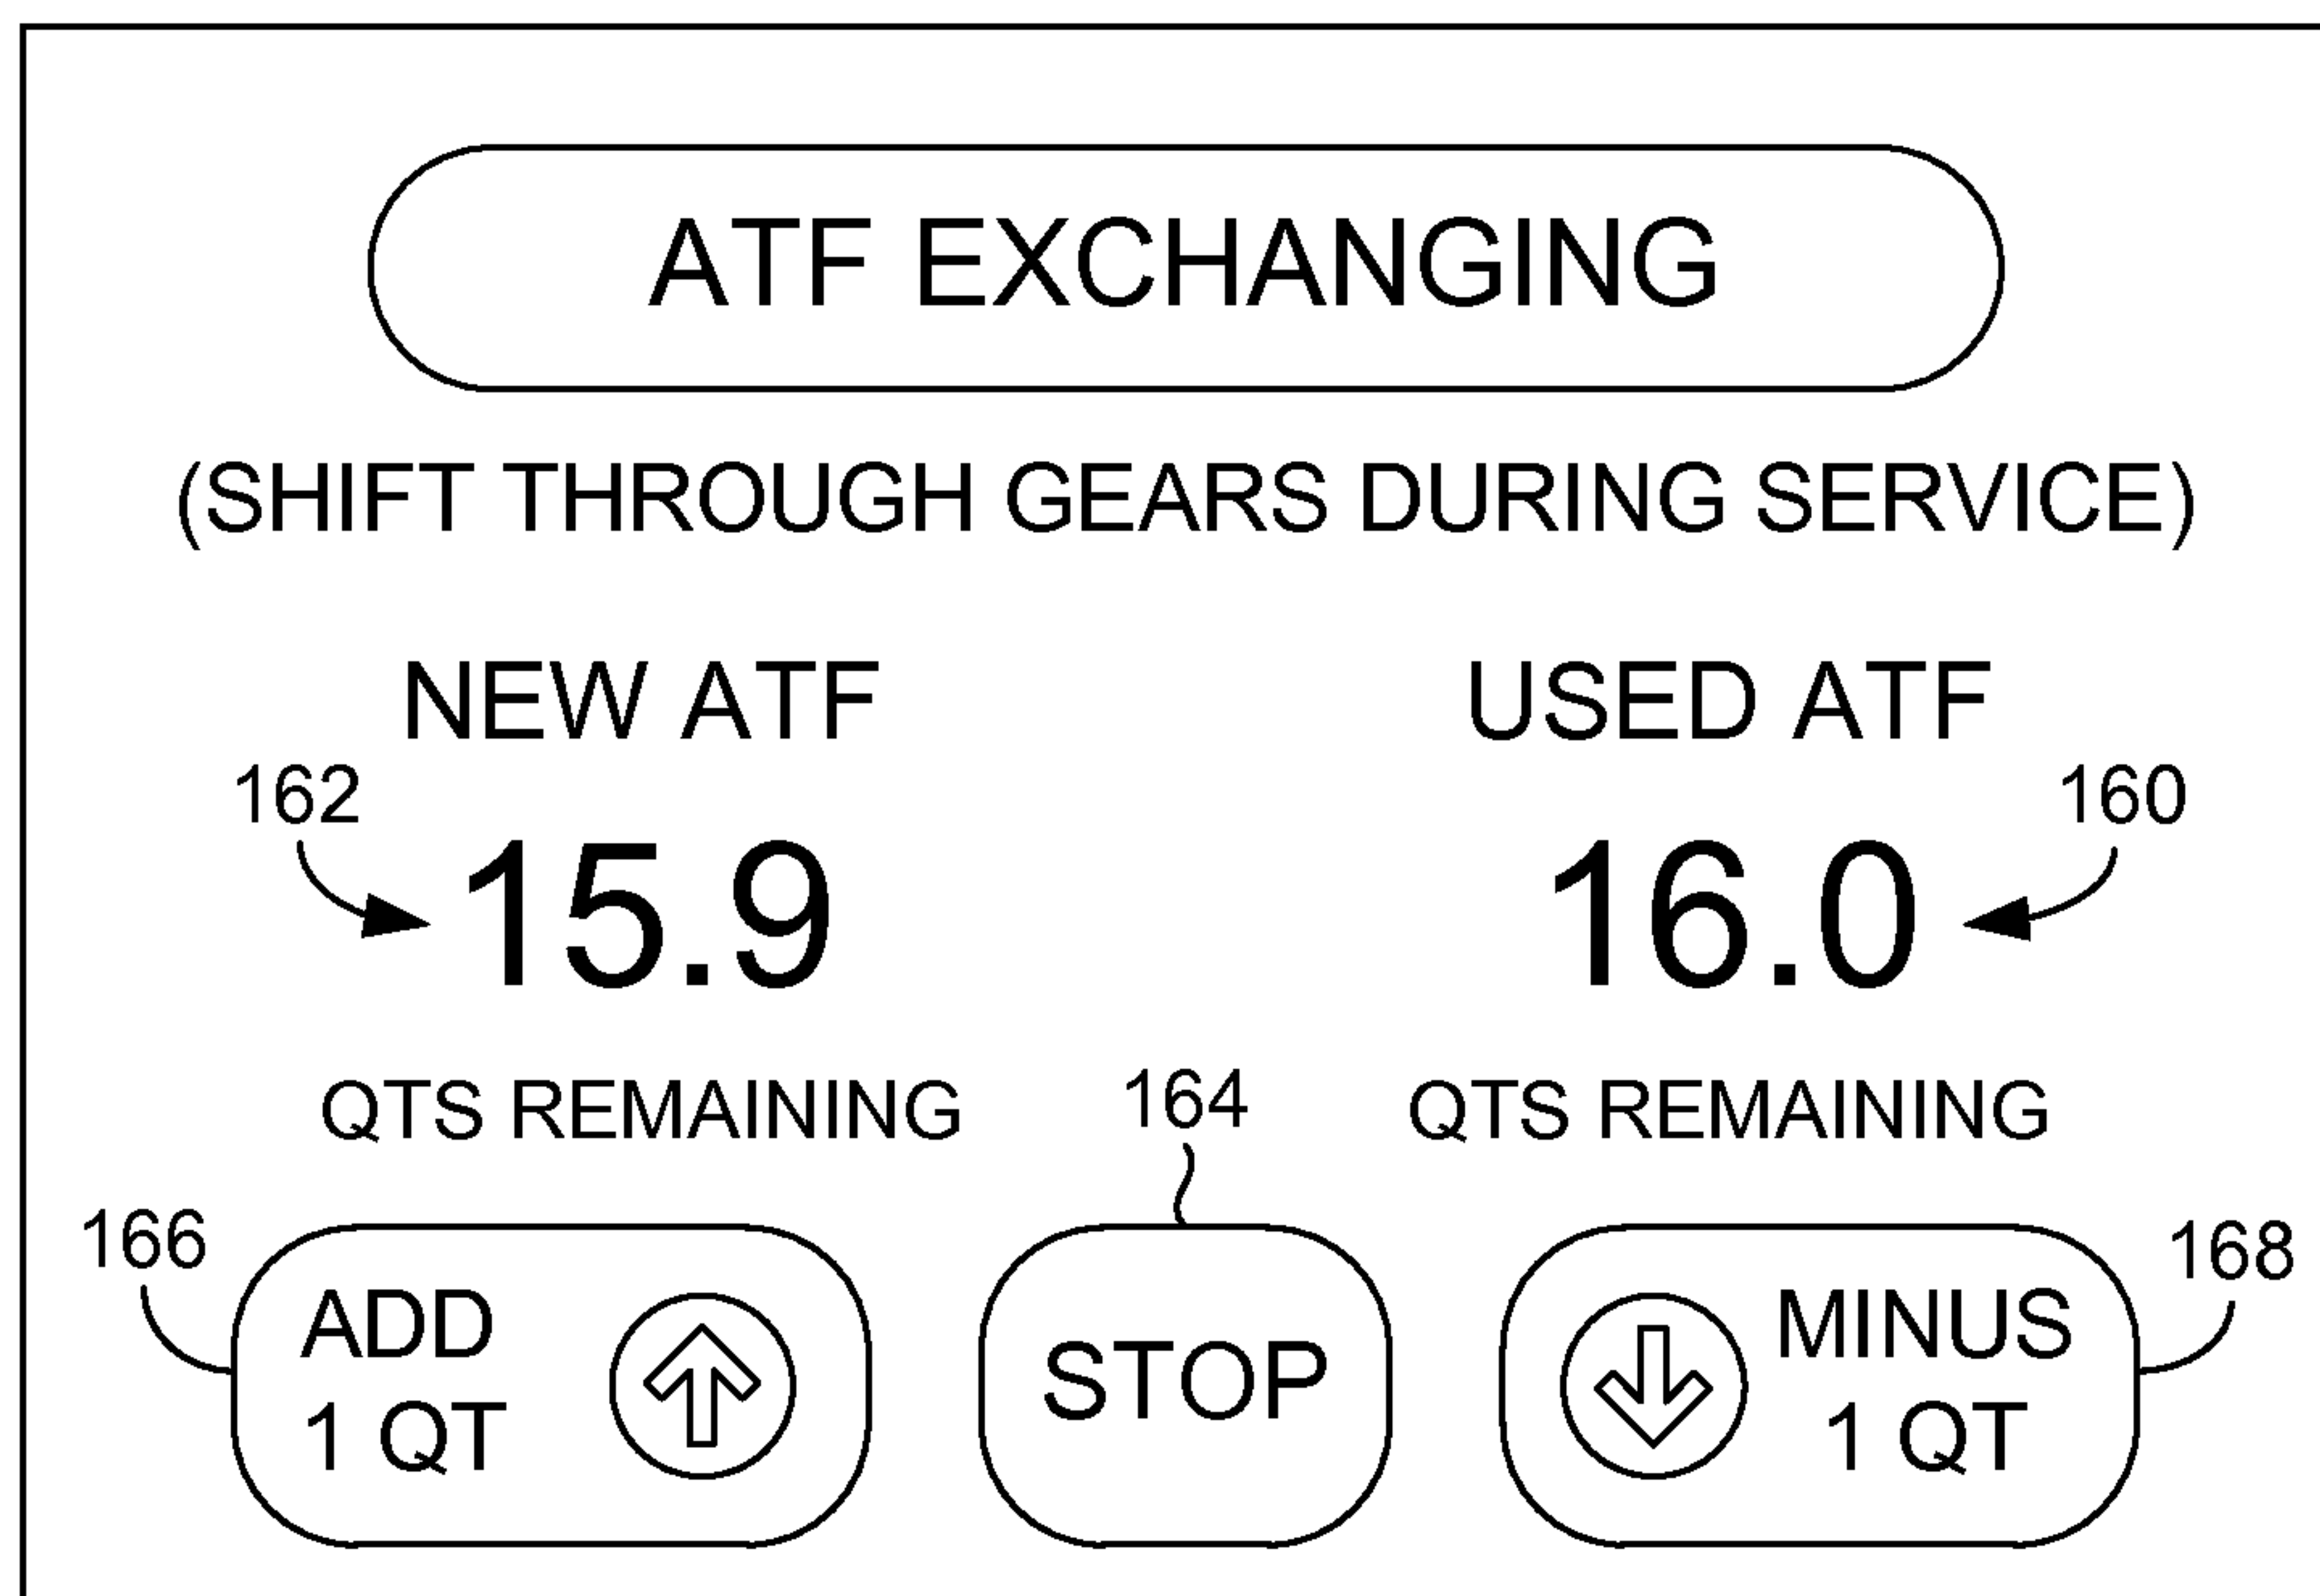 ATF EXCHANGING
(SHIFT THROUGH GEARS DURING SERVICE)
NEW ATF
USED ATF
162
160
15.9
16.0
QTS REMAINING
164
QTS REMAINING
166
168
ADD
1 QT
STOP
MINUS
1 QT